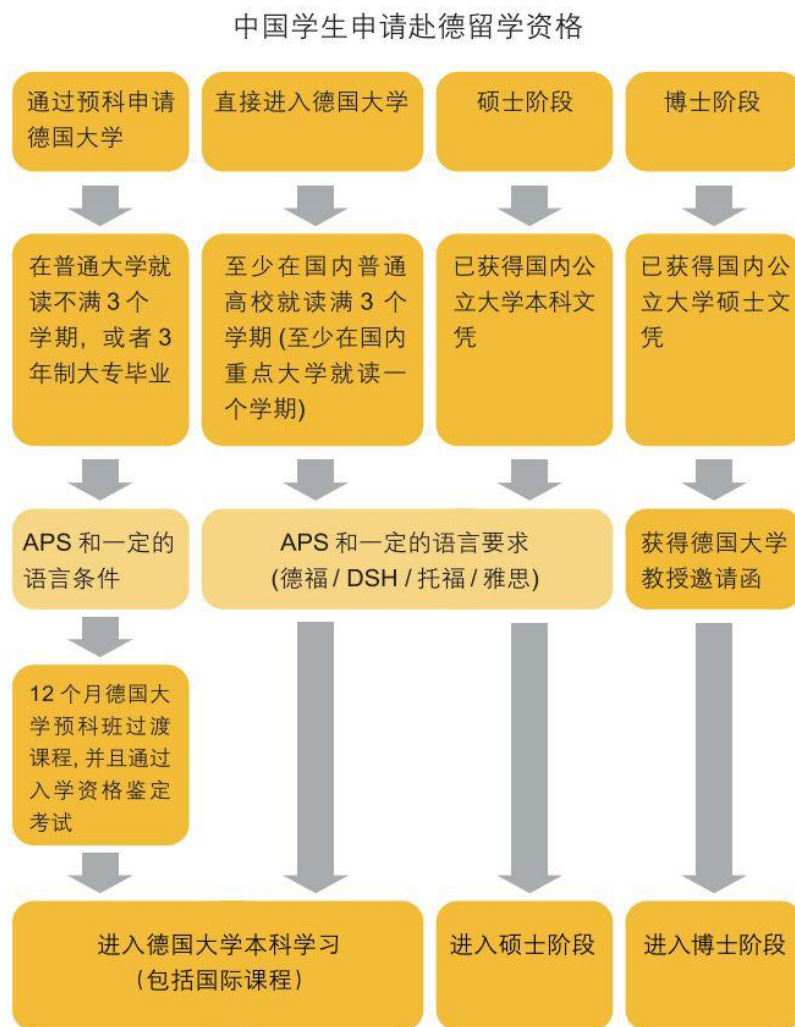 中国学生申请赴德留学资格
通过预科申请
德国大学
直接进入德国大学
硕士阶段
博士阶段
在普通大学就
读不满 3 个
学期, 或者 3
年制大专毕业
至少在国内普通
高校就读满 3 个
学期 (至少在国内
重点大学就读一
个学期)
已获得国内公
立大学本科文
凭
已获得国内公
立大学硕士文
凭
APS 和一定的
语言条件
APS 和一定的语言要求
(德福 / DSH / 托福 / 雅思)
获得德国大学
教授邀请函
12 个月德国大
学预科班过渡
课程, 并且通过
入学资格鉴定
考试
进入德国大学本科学习
(包括国际课程)
进入硕士阶段
进入博士阶段